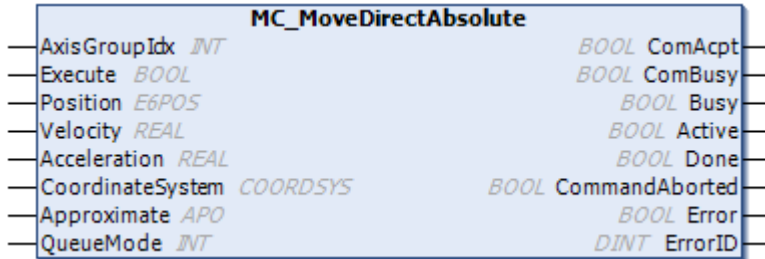 MC_MoveDirectAbsolute
AxisGroupIdx INT BOOL ComAcpt
Execute BOOL BOOL ComBusy
Position E6POS BOOL Busy
Velocity REAL BOOL Active
Acceleration REAL BOOL Done
CoordinateSystem COORDSYS BOOL CommandAborted
Approximate APO BOOL Error
QueueMode INT DINT ErrorID